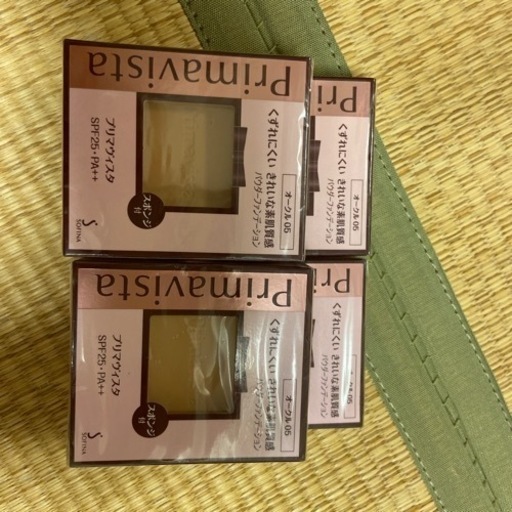 Primavista
くずれにくい きれいな素肌質感
パウダーファンデーション
オークル05
スポンジ付
プリマヴィスタ
SPF25・PA++
SOFINA
Primavista
くずれにくい きれいな素肌質感
パウダーファンデーション
オークル05
スポンジ付
プリマヴィスタ
SPF25・PA++
SOFINA
くずれにくい きれいな素肌質感
パウダーファンデーション
オークル05
くずれにくい きれいな素肌質感
パウダーファンデーション
オークル05